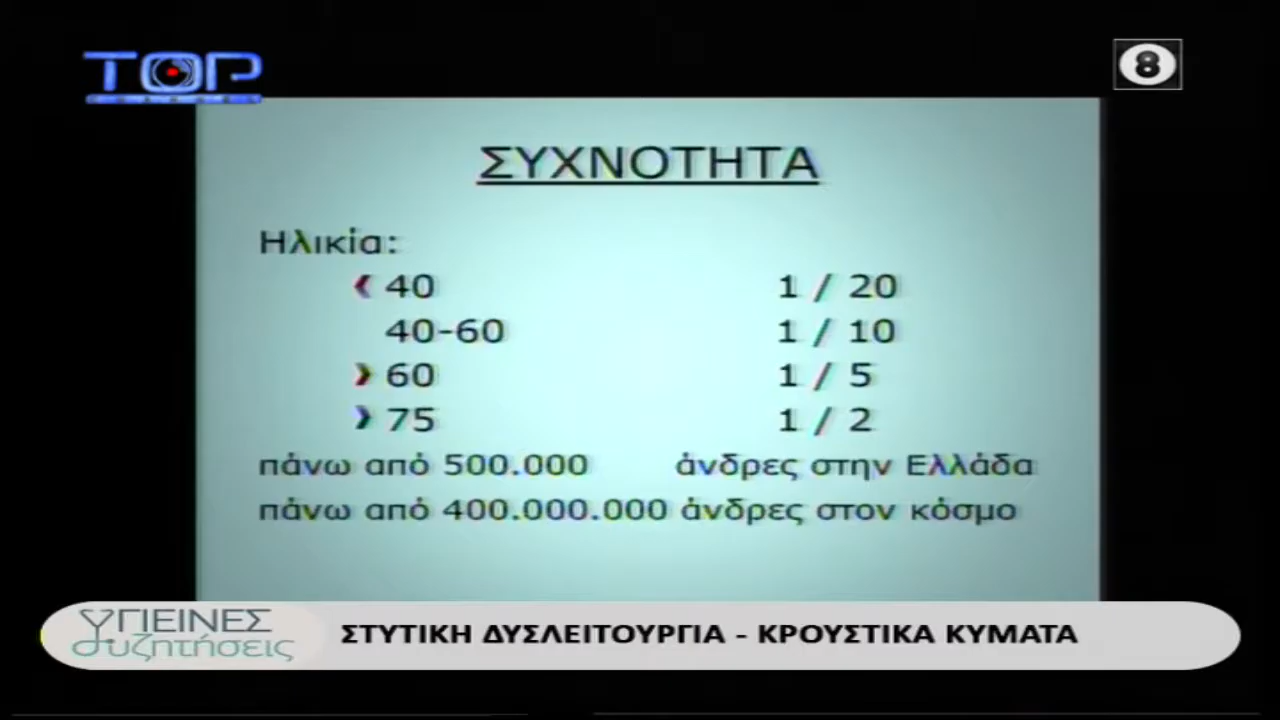 TOP
8
ΣΥΧΝΟΤΗΤΑ
Ηλικία:
< 40 1 / 20
40-60 1 / 10
> 60 1 / 5
> 75 1 / 2
πάνω από 500.000 άνδρες στην Ελλάδα
πάνω από 400.000.000 άνδρες στον κόσμο
ΥΓΙΕΙΝΕΣ
συζητήσεις
ΣΤΥΤΙΚΗ ΔΥΣΛΕΙΤΟΥΡΓΙΑ - ΚΡΟΥΣΤΙΚΑ ΚΥΜΑΤΑ